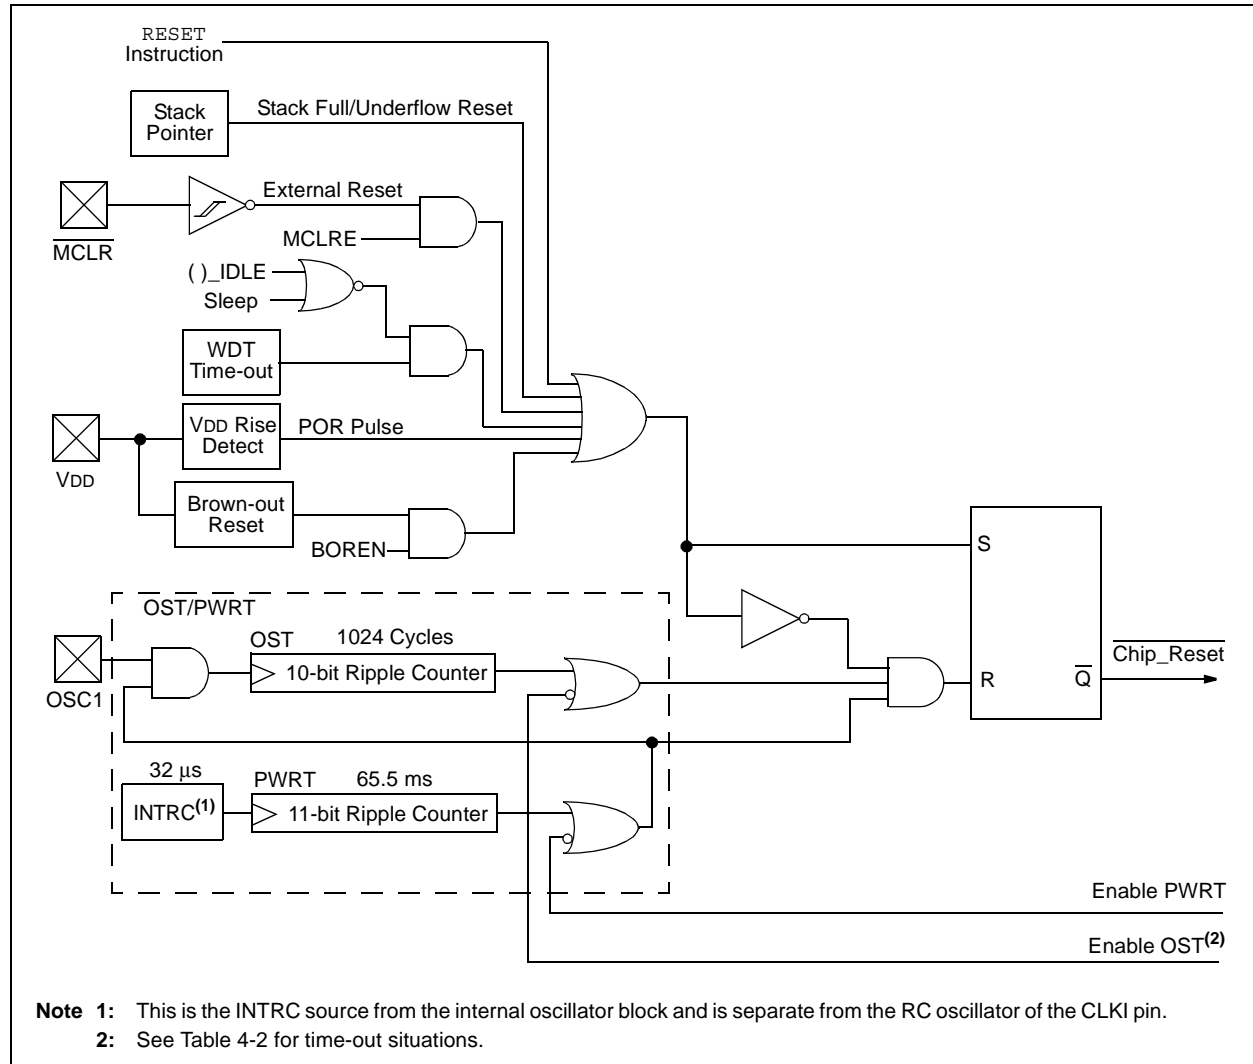 RESET
Instruction
Stack
Pointer
Stack Full/Underflow Reset
External Reset
MCLR
MCLRE
( )_IDLE
Sleep
WDT
Time-out
VDD Rise
Detect
POR Pulse
VDD
Brown-out
Reset
BOREN
S
OST/PWRT
OST
1024 Cycles
10-bit Ripple Counter
OSC1
R
Q
Chip_Reset
32 μs
INTRC(1)
PWRT
65.5 ms
11-bit Ripple Counter
Enable PWRT
Enable OST(2)
Note 1: This is the INTRC source from the internal oscillator block and is separate from the RC oscillator of the CLKI pin.
2: See Table 4-2 for time-out situations.